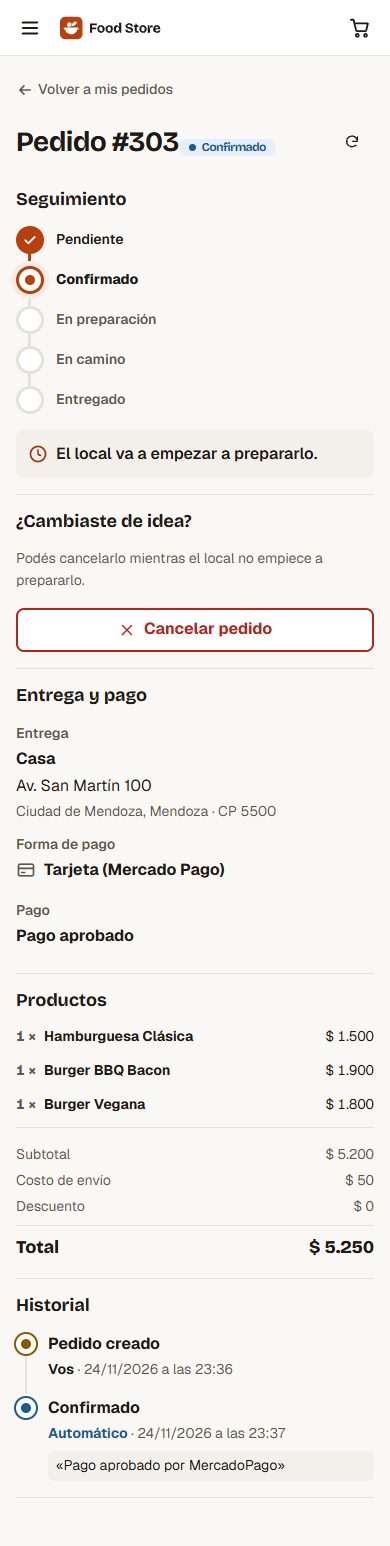 Food Store
Volver a mis pedidos
Pedido #303 Confirmado
Seguimiento
Pendiente
Confirmado
En preparación
En camino
Entregado
El local va a empezar a prepararlo.
¿Cambiaste de idea?
Podés cancelarlo mientras el local no empiece a
prepararlo.
Cancelar pedido
Entrega y pago
Entrega
Casa
Av. San Martín 100
Ciudad de Mendoza, Mendoza · CP 5500
Forma de pago
Tarjeta (Mercado Pago)
Pago
Pago aprobado
Productos
1 × Hamburguesa Clásica $ 1.500
1 × Burger BBQ Bacon $ 1.900
1 × Burger Vegana $ 1.800
Subtotal $ 5.200
Costo de envío $ 50
Descuento $ 0
Total $ 5.250
Historial
Pedido creado
Vos · 24/11/2026 a las 23:36
Confirmado
Automático · 24/11/2026 a las 23:37
«Pago aprobado por MercadoPago»